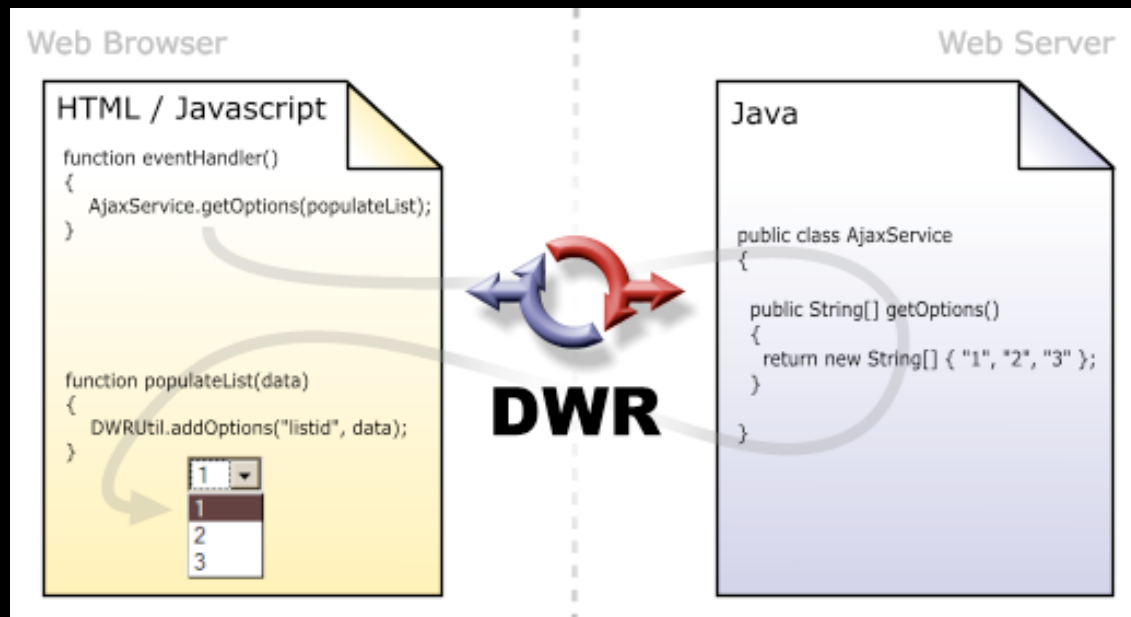 Web Browser
Web Server
HTML / Javascript
function eventHandler()
{
AjaxService.getOptions(populateList);
}
function populateList(data)
{
DWRUtil.addOptions("listid", data);
}
1
1
2
3
DWR
Java
public class AjaxService
{
public String[] getOptions()
{
return new String[] { "1", "2", "3" };
}
}